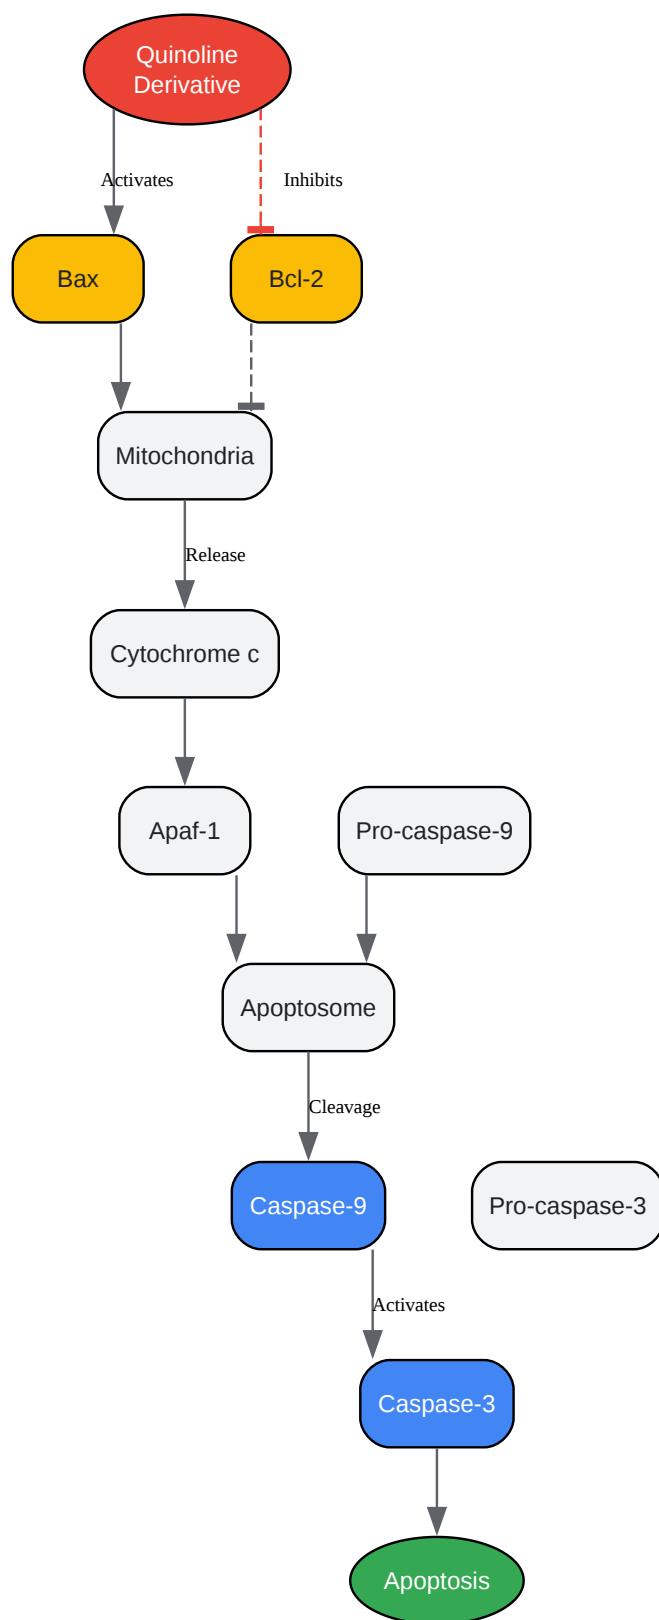 Quinoline
Derivative
Activates
Inhibits
Bax
Bcl-2
Mitochondria
Release
Cytochrome c
Apaf-1
Pro-caspase-9
Apoptosome
Cleavage
Caspase-9
Pro-caspase-3
Activates
Caspase-3
Apoptosis